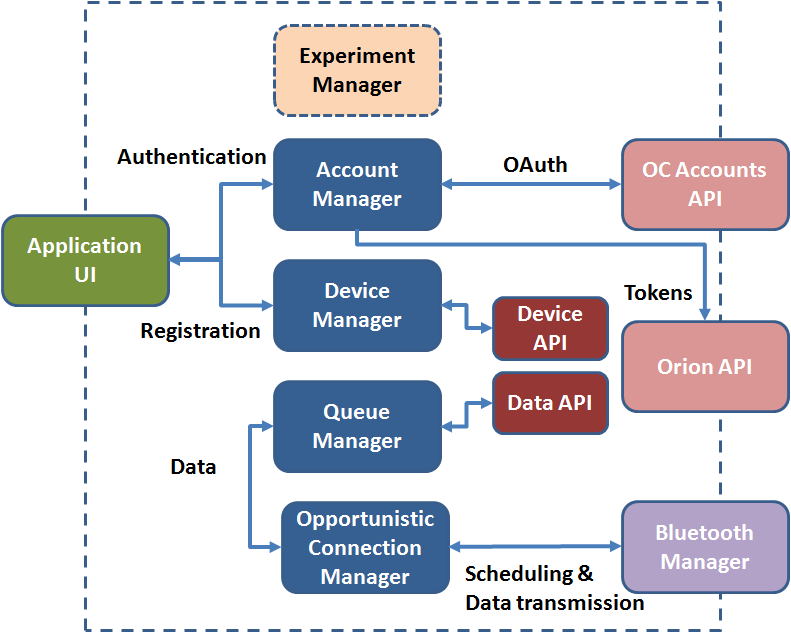 Experiment
Manager
Authentication
Account
Manager
OAuth
OC Accounts
API
Application
UI
Device
Manager
Tokens
Registration
Device
API
Orion API
Queue
Manager
Data API
Data
Opportunistic
Connection
Manager
Bluetooth
Manager
Scheduling &
Data transmission